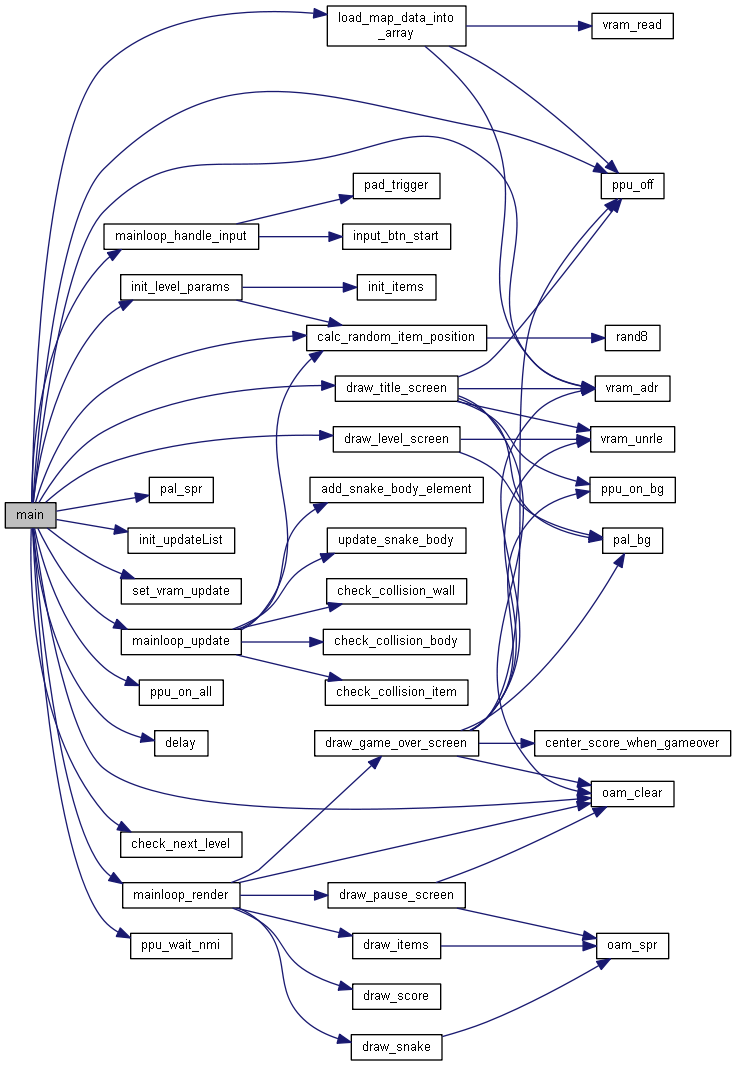 load_map_data_into
_array
vram_read
pad_trigger
ppu_off
mainloop_handle_input
input_btn_start
init_level_params
init_items
calc_random_item_position
rand8
draw_title_screen
vram_adr
draw_level_screen
vram_unrle
pal_spr
add_snake_body_element
ppu_on_bg
main
init_updateList
update_snake_body
pal_bg
set_vram_update
check_collision_wall
mainloop_update
check_collision_body
ppu_on_all
check_collision_item
delay
draw_game_over_screen
center_score_when_gameover
oam_clear
check_next_level
mainloop_render
draw_pause_screen
ppu_wait_nmi
draw_items
oam_spr
draw_score
draw_snake